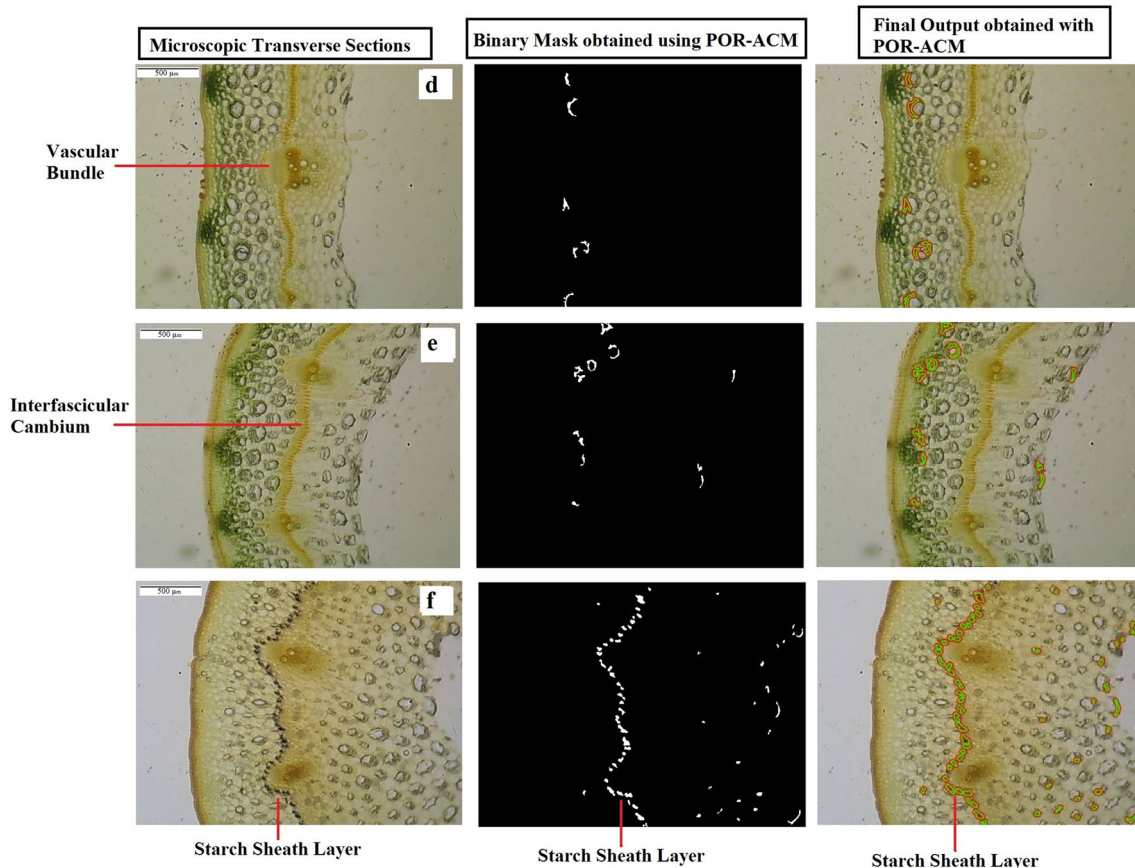 Microscopic Transverse Sections
Binary Mask obtained using POR-ACM
Final Output obtained with
POR-ACM
500 µm
d
Vascular
Bundle
500 µm
e
Interfascicular
Cambium
500 µm
f
Starch Sheath Layer
Starch Sheath Layer
Starch Sheath Layer